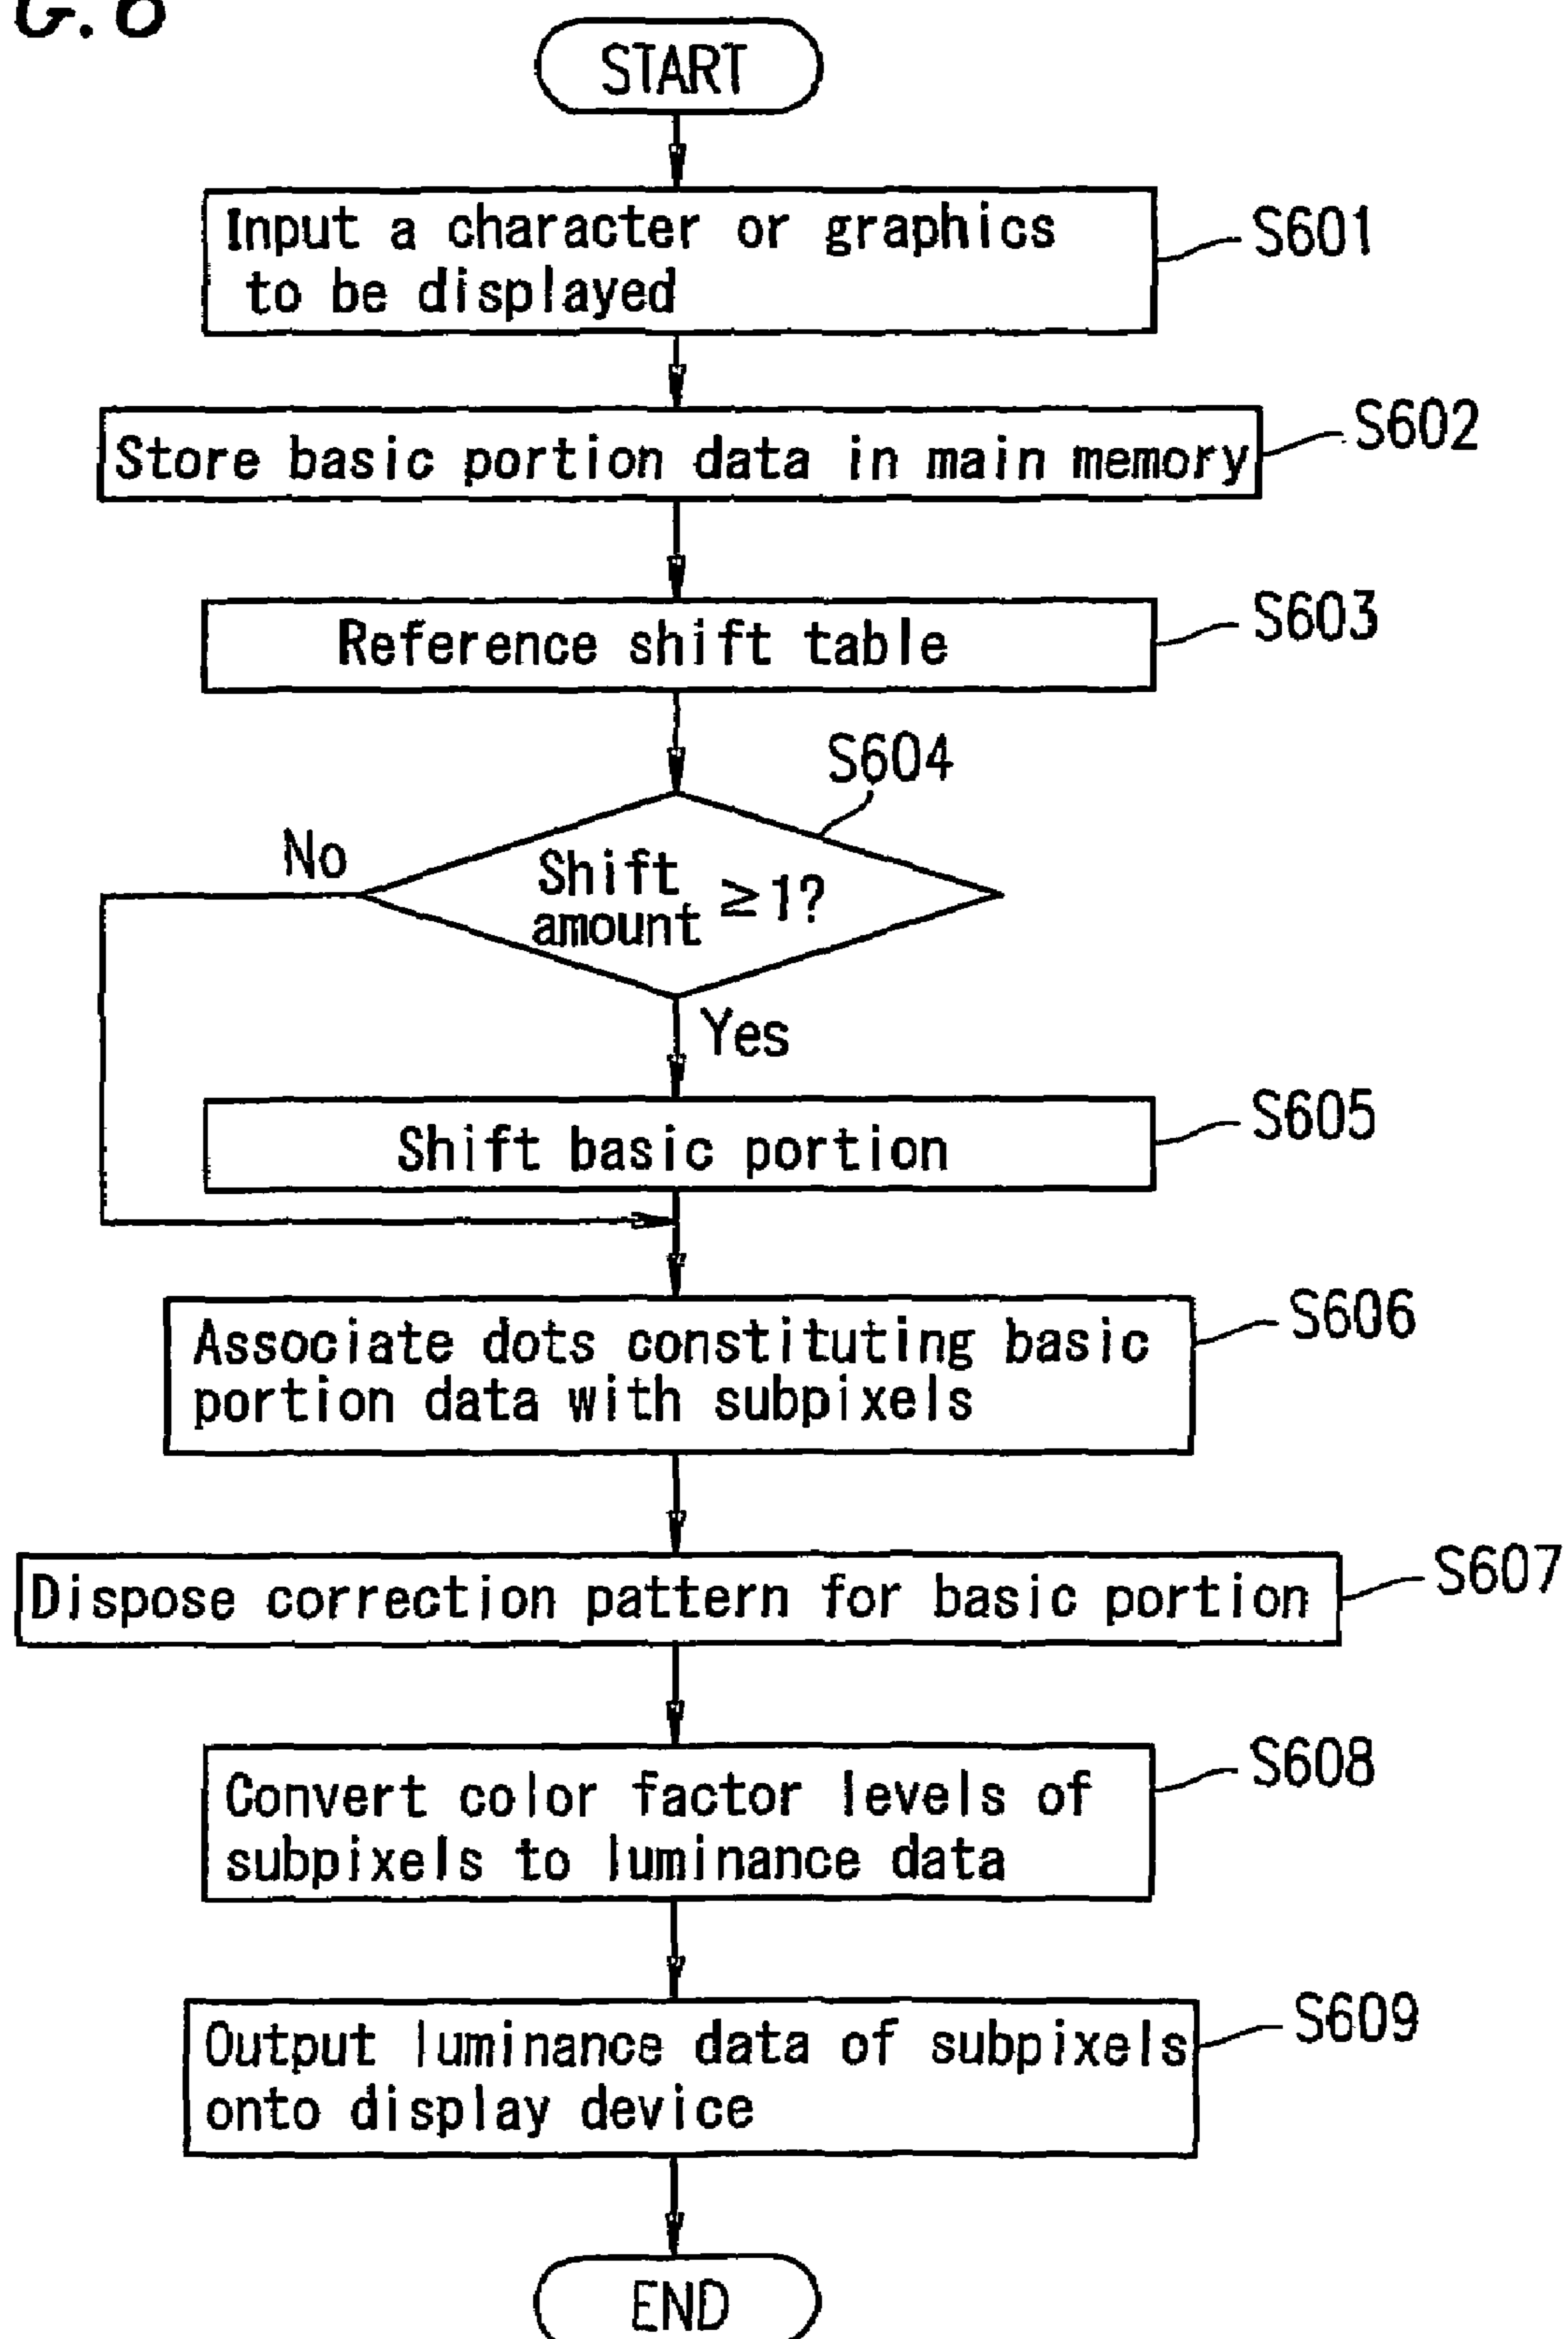 G. 6
START
Input a character or graphics
to be displayed
S601
Store basic portion data in main memory
S602
Reference shift table
S603
S604
No
Shift
amount ≥1?
Yes
Shift basic portion
S605
Associate dots constituting basic
portion data with subpixels
S606
Dispose correction pattern for basic portion
S607
Convert color factor levels of
subpixels to luminance data
S608
Output luminance data of subpixels
onto display device
S609
END